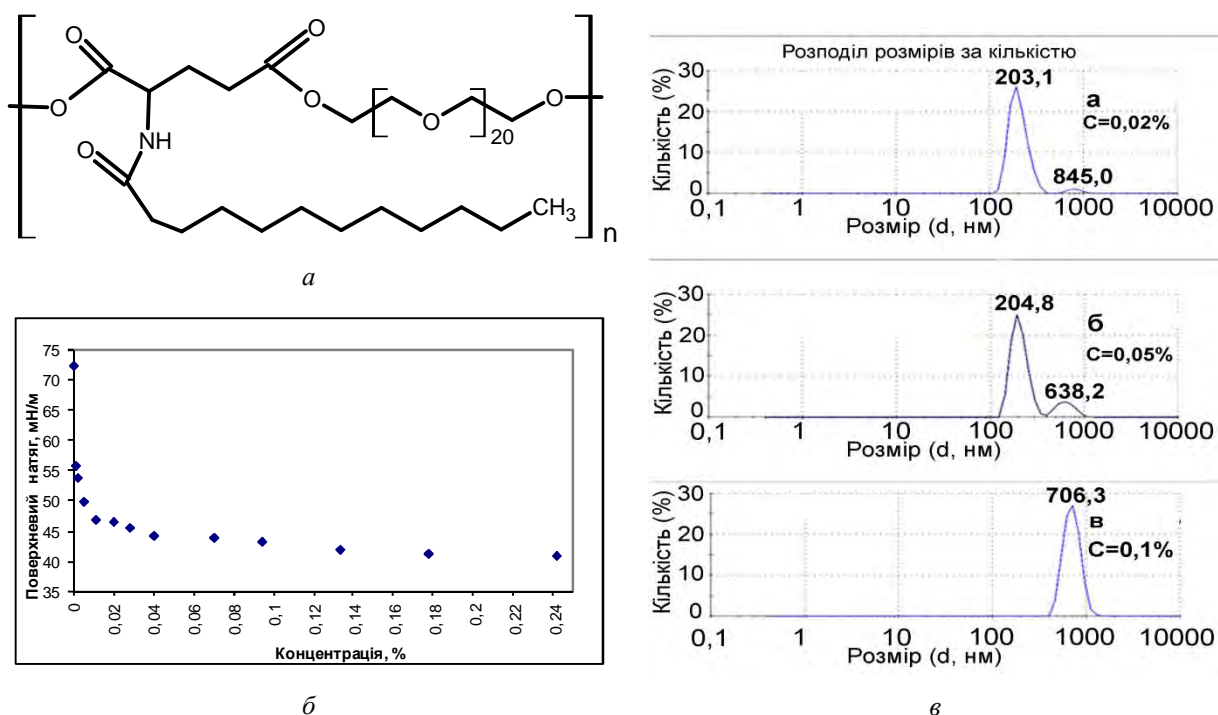 O
O
O
O
O
O
20
NH
O
CH3
n
а
Поверхневий натяг, мН/м
75
70
65
60
55
50
45
40
35
0
0,02
0,04
0,06
0,08
0,1
0,12
0,14
0,16
0,18
0,2
0,22
0,24
Концентрація, %
б
Розподіл розмірів за кількістю
Кількість (%)
30
20
10
0
203,1
а
С=0,02%
845,0
0,1 1 10 100 1000 10000
Розмір (d, нм)
Кількість (%)
30
20
10
0
204,8
б
С=0,05%
638,2
0,1 1 10 100 1000 10000
Розмір (d, нм)
Кількість (%)
30
20
10
0
706,3
в
С=0,1%
0,1 1 10 100 1000 10000
Розмір (d, нм)
в